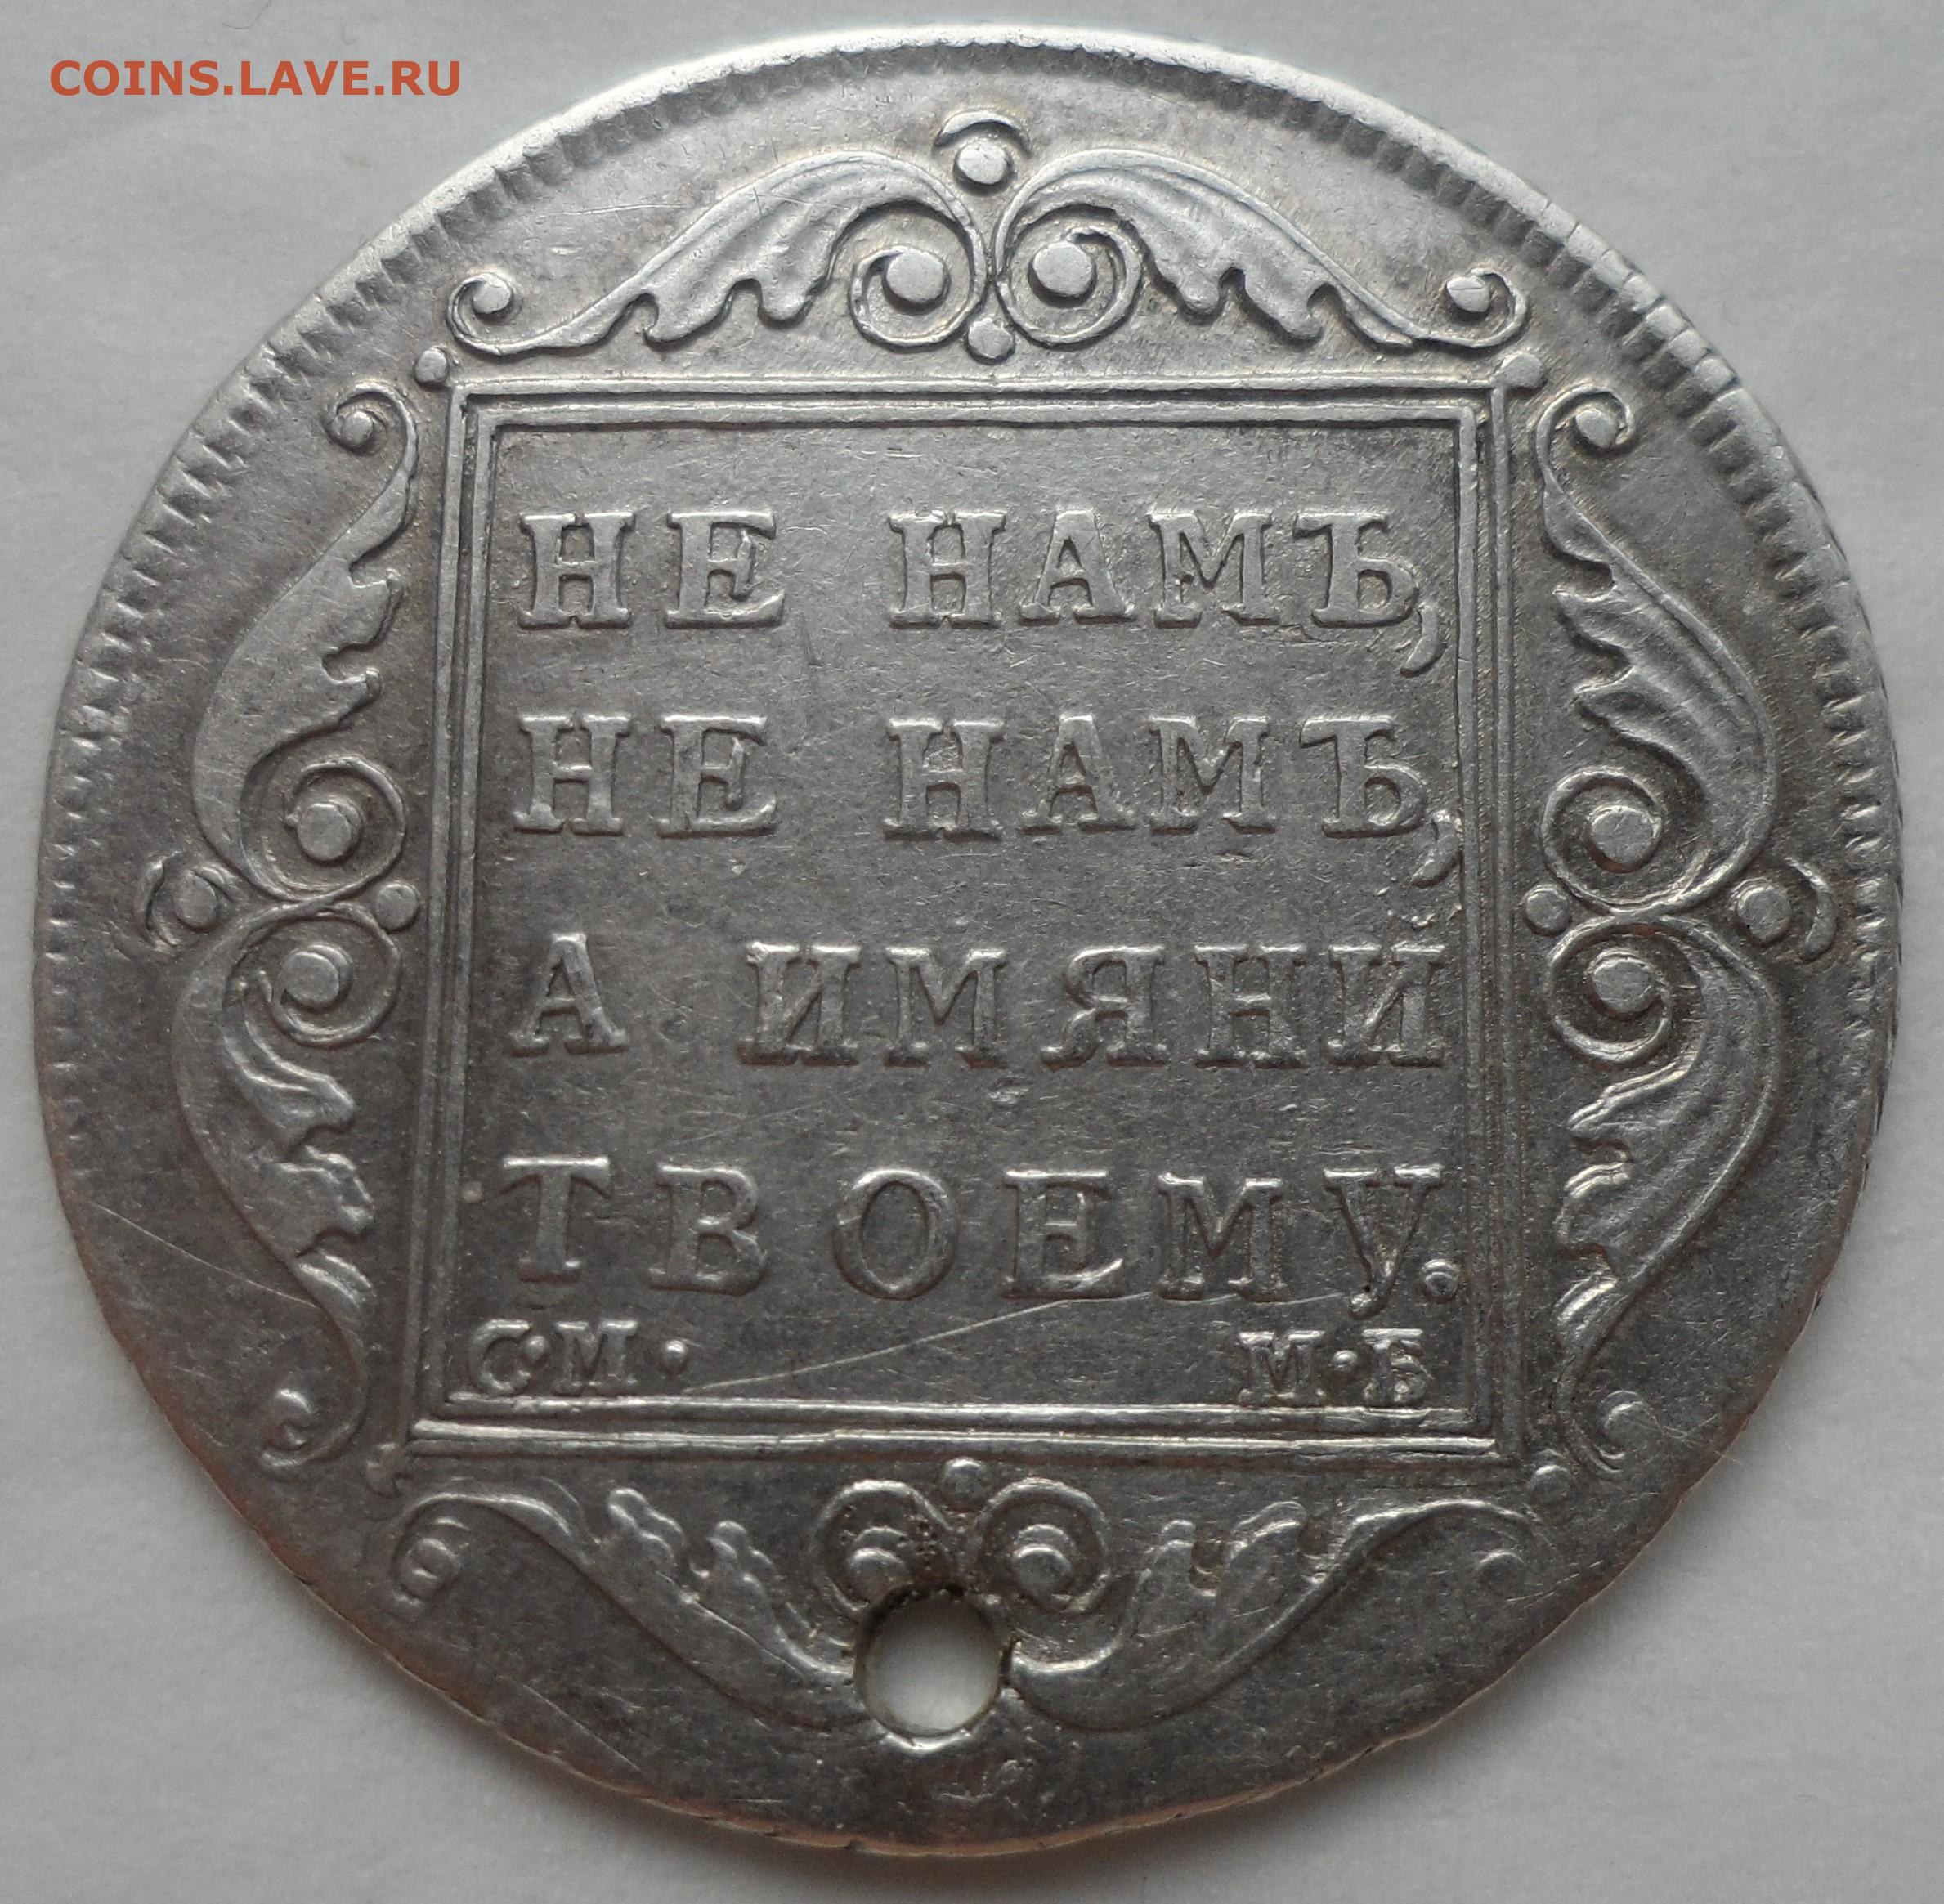 COINS.LAVE.RU
НЕ НАМЪ,
НЕ НАМЪ,
А ИМЯНИ
ТВОЕМУ.
С·М· М·Б